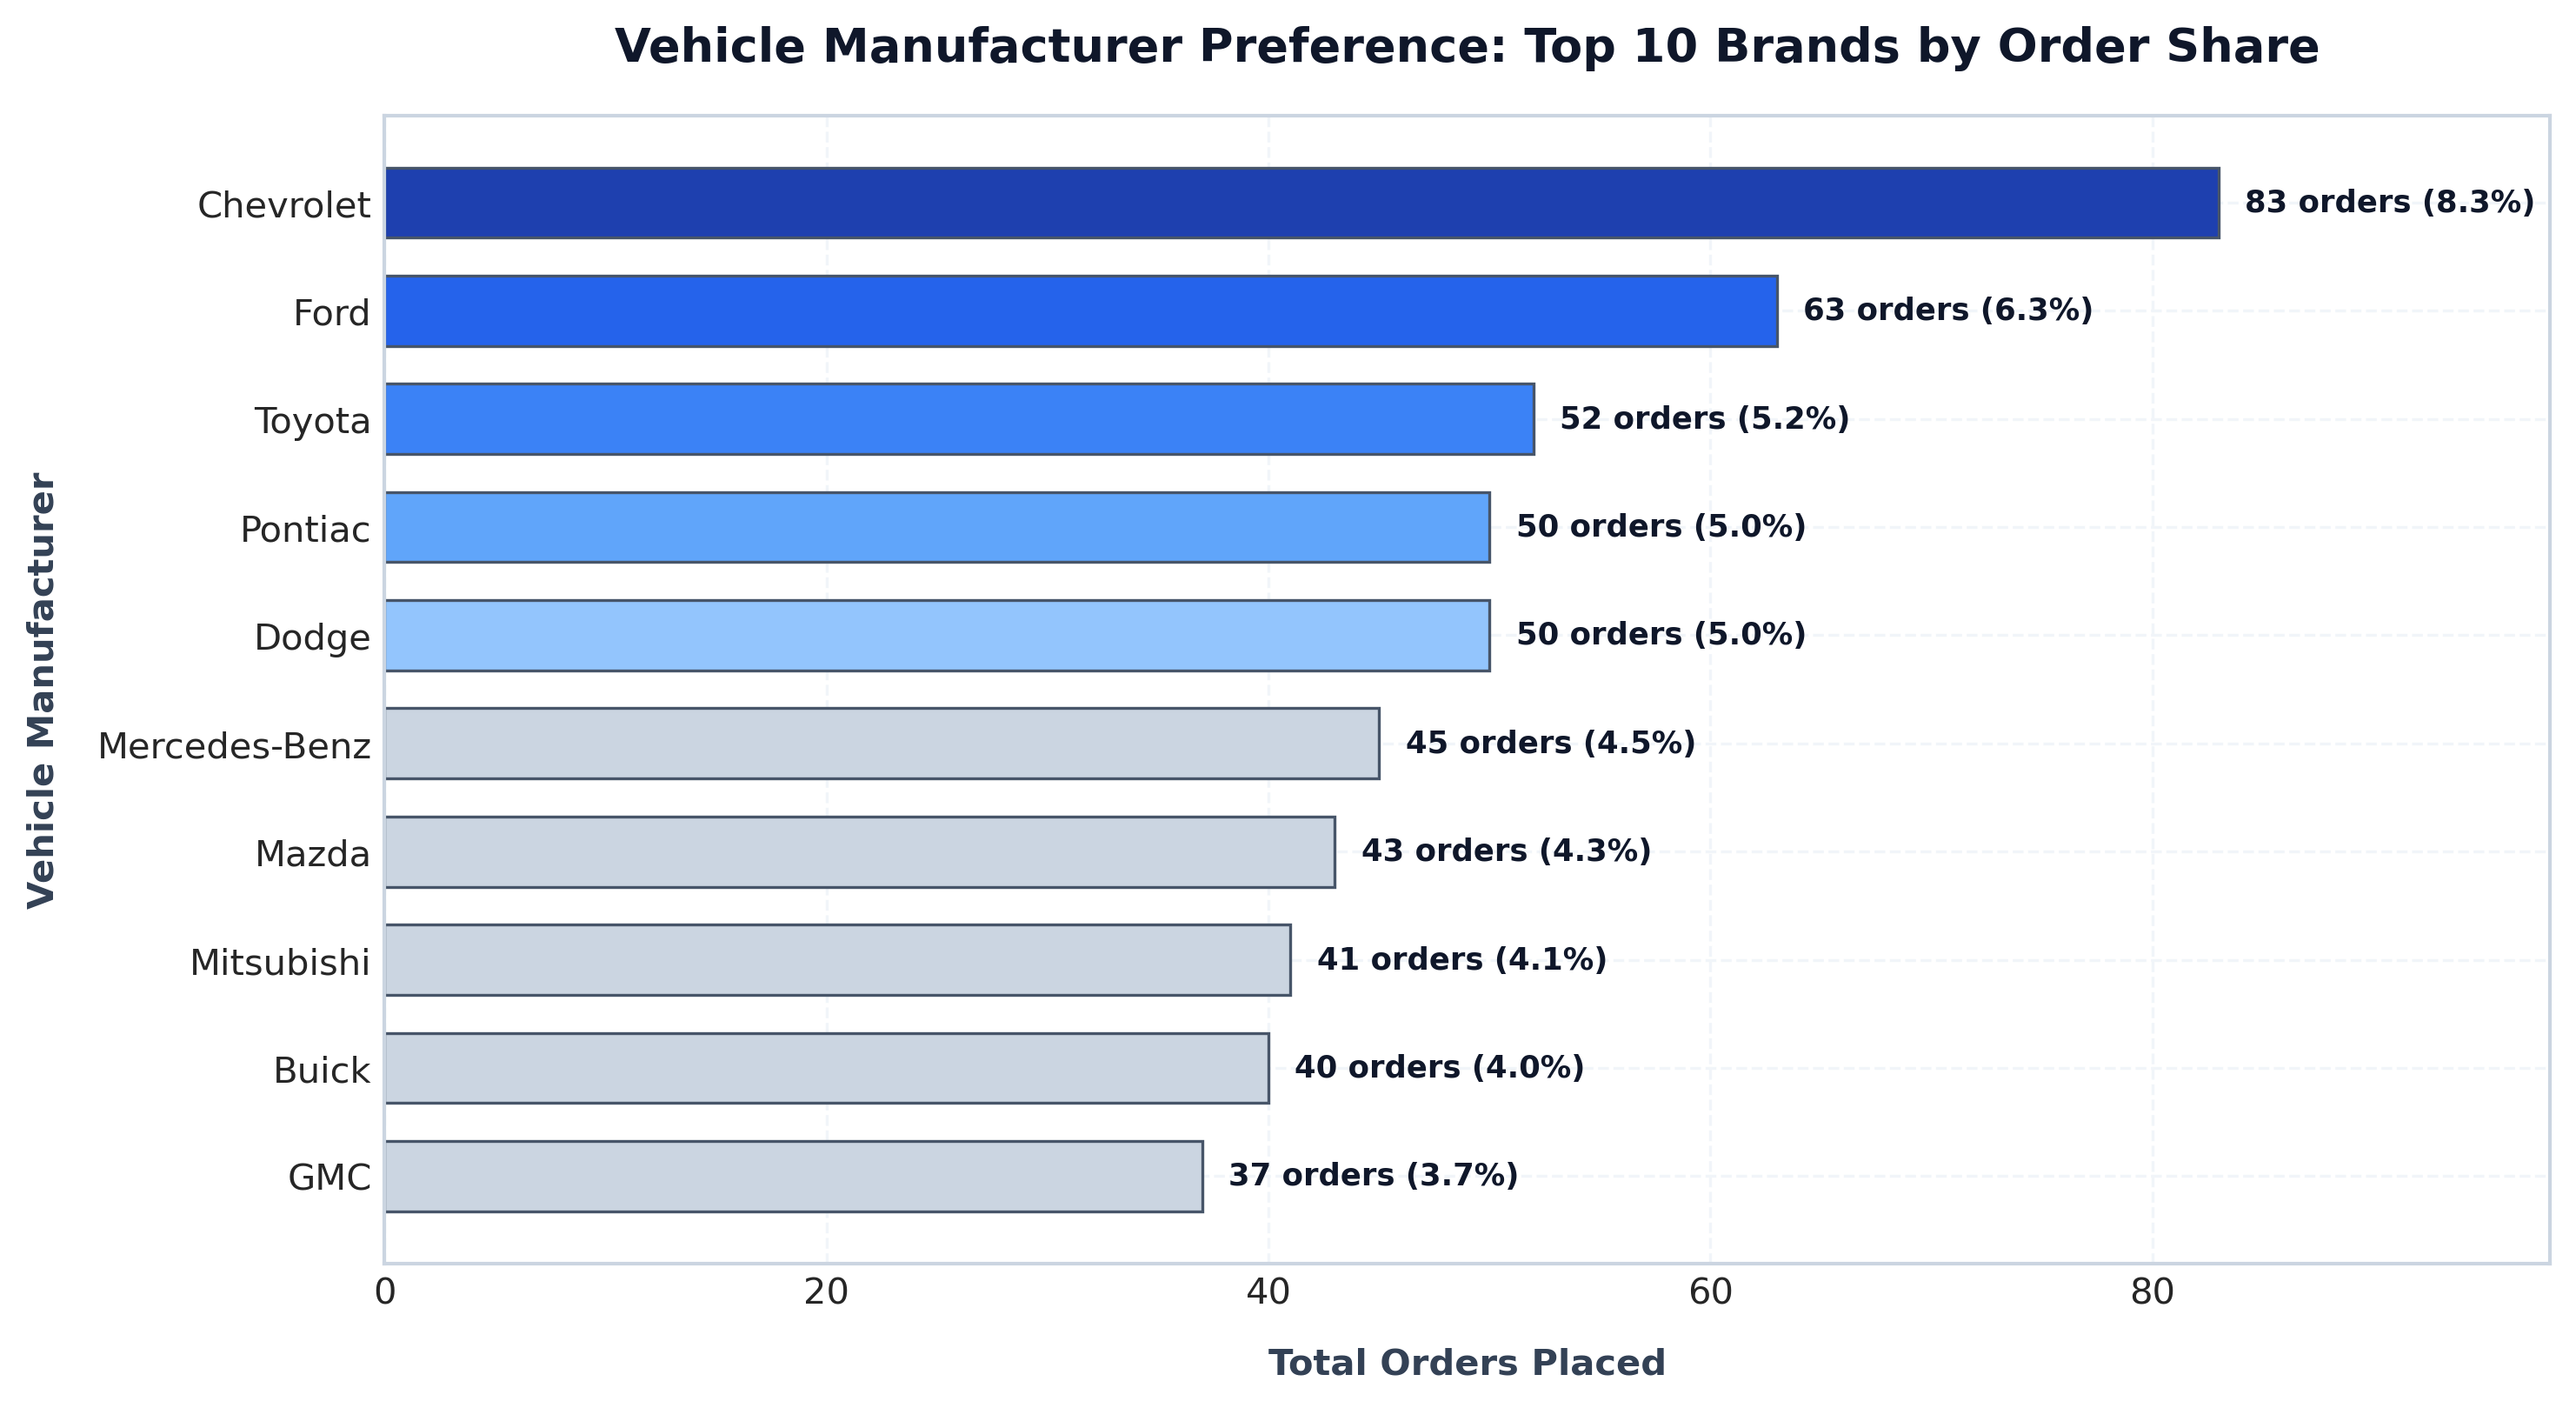 Vehicle Manufacturer Preference: Top 10 Brands by Order Share
Vehicle Manufacturer
Chevrolet
83 orders (8.3%)
Ford
63 orders (6.3%)
Toyota
52 orders (5.2%)
Pontiac
50 orders (5.0%)
Dodge
50 orders (5.0%)
Mercedes-Benz
45 orders (4.5%)
Mazda
43 orders (4.3%)
Mitsubishi
41 orders (4.1%)
Buick
40 orders (4.0%)
GMC
37 orders (3.7%)
0 20 40 60 80
Total Orders Placed